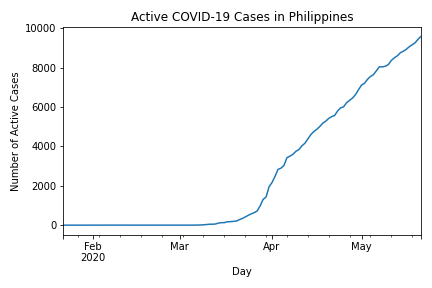 Active COVID-19 Cases in Philippines
10000
8000
6000
4000
2000
0
Number of Active Cases
Feb Mar Apr May
2020
Day